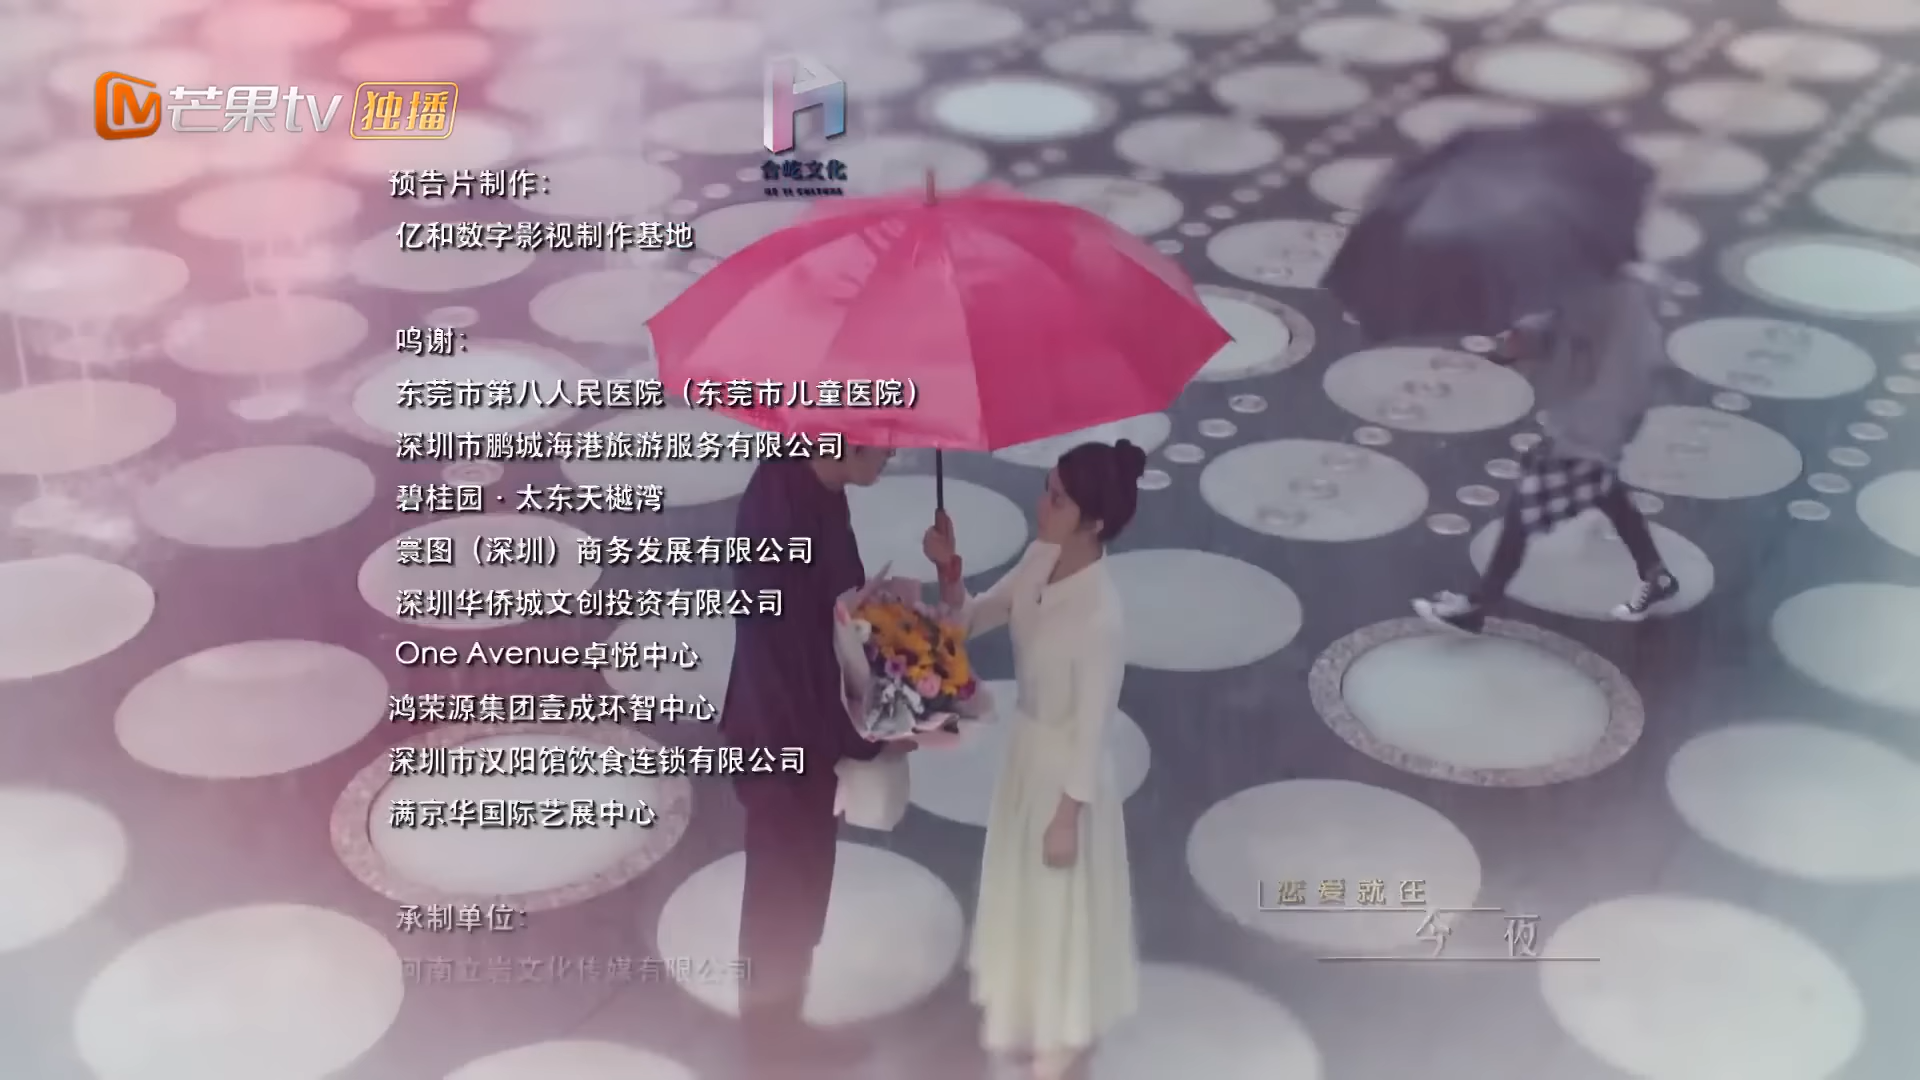 芒果tv 独播
合屹文化
HE YI CULTURE
预告片制作：
亿和数字影视制作基地
鸣谢：
东莞市第八人民医院（东莞市儿童医院）
深圳市鹏城海港旅游服务有限公司
碧桂园·太东天樾湾
寰图（深圳）商务发展有限公司
深圳华侨城文创投资有限公司
One Avenue卓悦中心
鸿荣源集团壹成环智中心
深圳市汉阳馆饮食连锁有限公司
满京华国际艺展中心
承制单位：
河南立岩文化传媒有限公司
恋爱就在
今夜